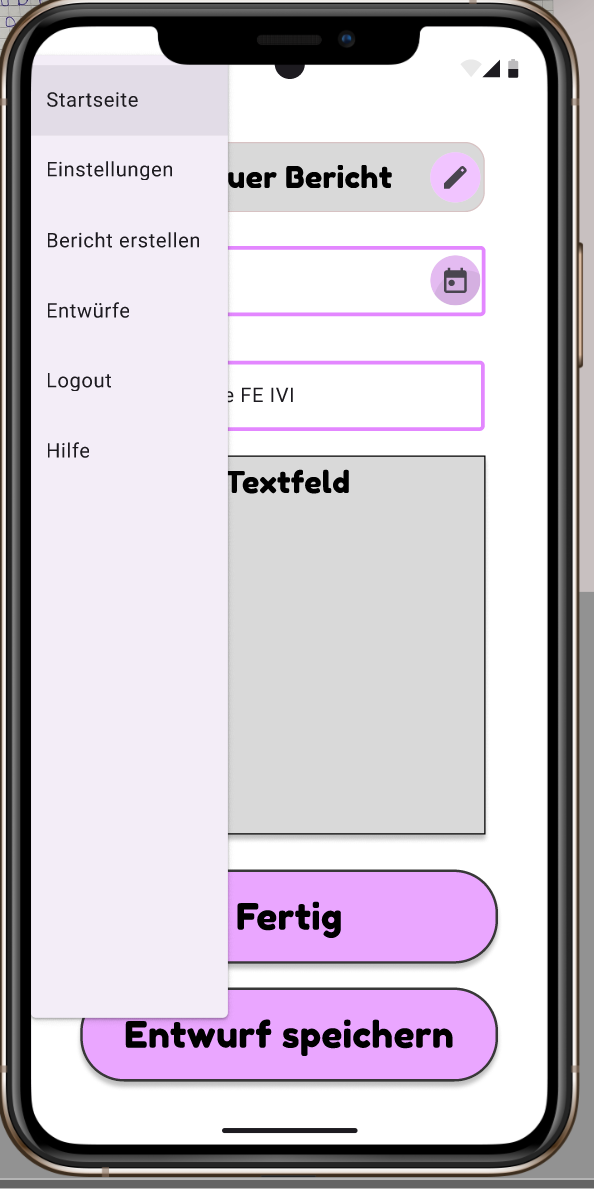 Startseite
Einstellungen
uer Bericht
Bericht erstellen
Entwürfe
Logout
e FE IVI
Hilfe
Textfeld
Fertig
Entwurf speichern